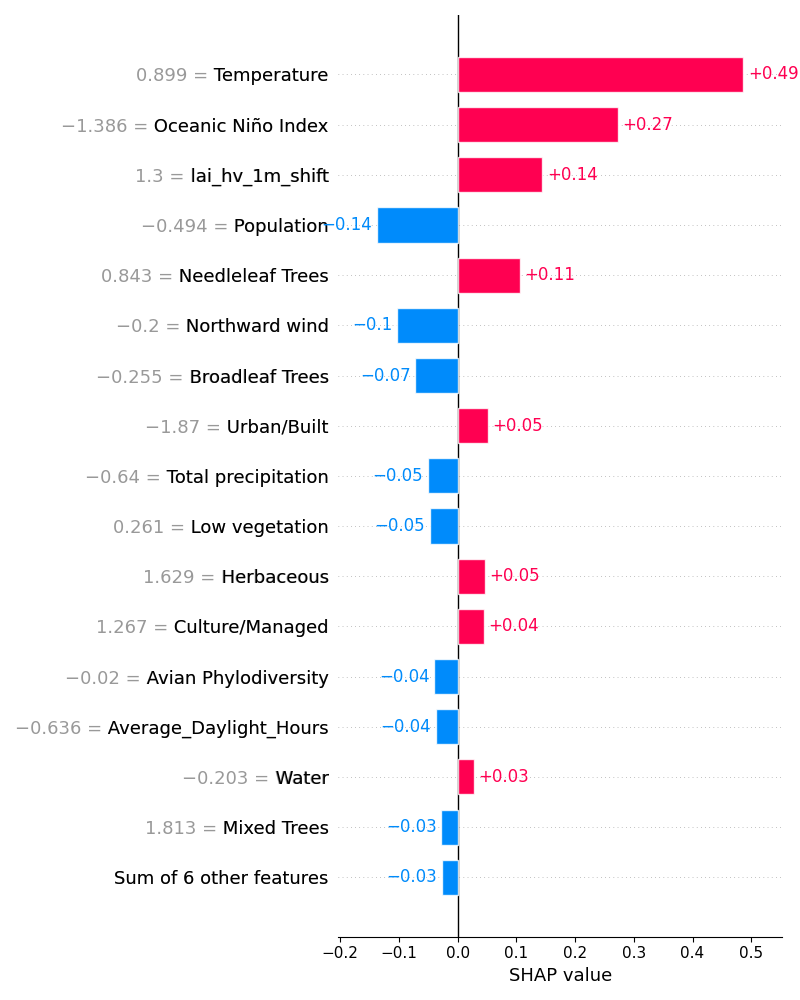 0.899 = Temperature +0.49
−1.386 = Oceanic Niño Index +0.27
1.3 = lai_hv_1m_shift +0.14
−0.494 = Population −0.14
0.843 = Needleleaf Trees +0.11
−0.2 = Northward wind −0.1
−0.255 = Broadleaf Trees −0.07
−1.87 = Urban/Built +0.05
−0.64 = Total precipitation −0.05
0.261 = Low vegetation −0.05
1.629 = Herbaceous +0.05
1.267 = Culture/Managed +0.04
−0.02 = Avian Phylodiversity −0.04
−0.636 = Average_Daylight_Hours −0.04
−0.203 = Water +0.03
1.813 = Mixed Trees −0.03
Sum of 6 other features −0.03
−0.2 −0.1 0.0 0.1 0.2 0.3 0.4 0.5
SHAP value